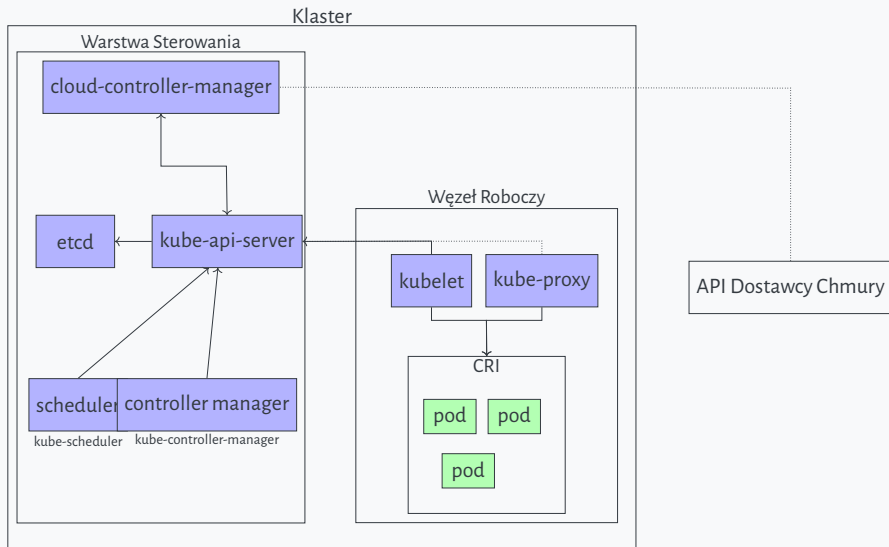 Klaster
Warstwa Sterowania
cloud-controller-manager
Węzeł Roboczy
etcd
kube-api-server
kubelet
kube-proxy
API Dostawcy Chmury
CRI
scheduler
controller manager
kube-scheduler
kube-controller-manager
pod
pod
pod